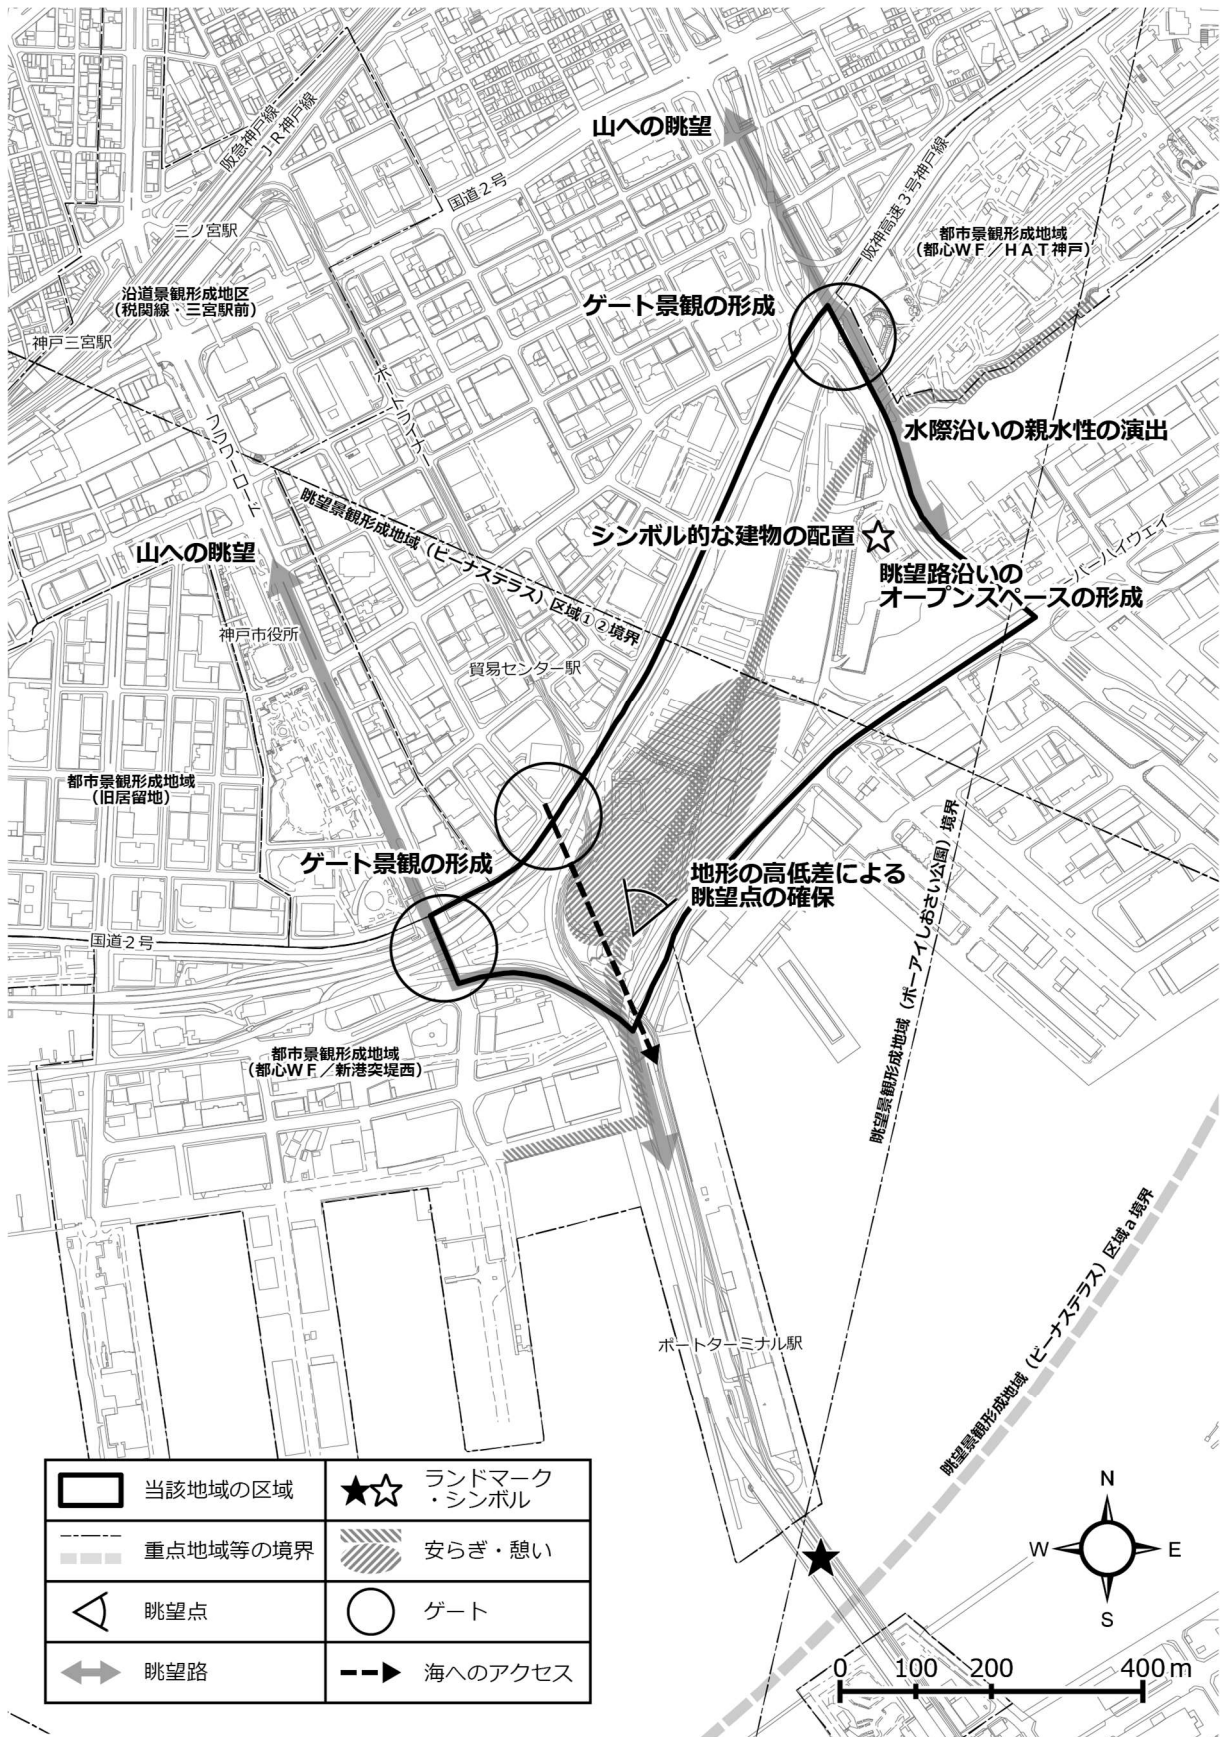 山への眺望
阪急神戸線
J-R神戸線
国道2号
阪神高速3号神戸線
三ノ宮駅
都市景観形成地域
(都心WF/HAT神戸)
沿道景観形成地区
(税関線・三宮駅前)
神戸三宮駅
ゲート景観の形成
ポートライナー
フラワーロード
水際沿いの親水性の演出
眺望景観形成地域(ビーナステラス)区域①②境界
シンボル的な建物の配置
山への眺望
眺望路沿いの
オープンスペースの形成
ーパーハイウエイ
神戸市役所
貿易センター駅
都市景観形成地域
(旧居留地)
ゲート景観の形成
地形の高低差による
眺望点の確保
国道2号
眺望景観形成地域(ポーアイしおさい公園)境界
都市景観形成地域
(都心WF/新港突堤西)
眺望景観形成地域(ビーナステラス)区域a境界
ポートターミナル駅
当該地域の区域
ランドマーク
・シンボル
重点地域等の境界
安らぎ・憩い
眺望点
ゲート
眺望路
海へのアクセス
N
W
E
S
0 100 200 400m